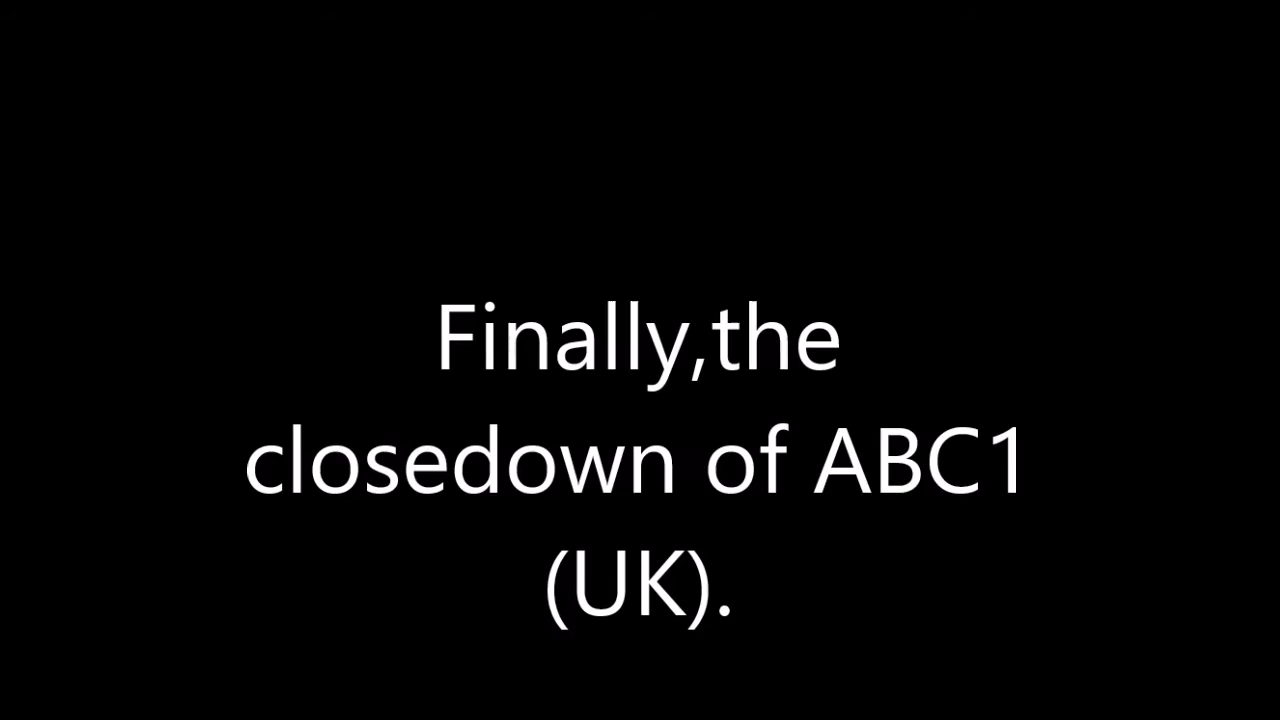 Finally,the
closedown of ABC1
(UK).